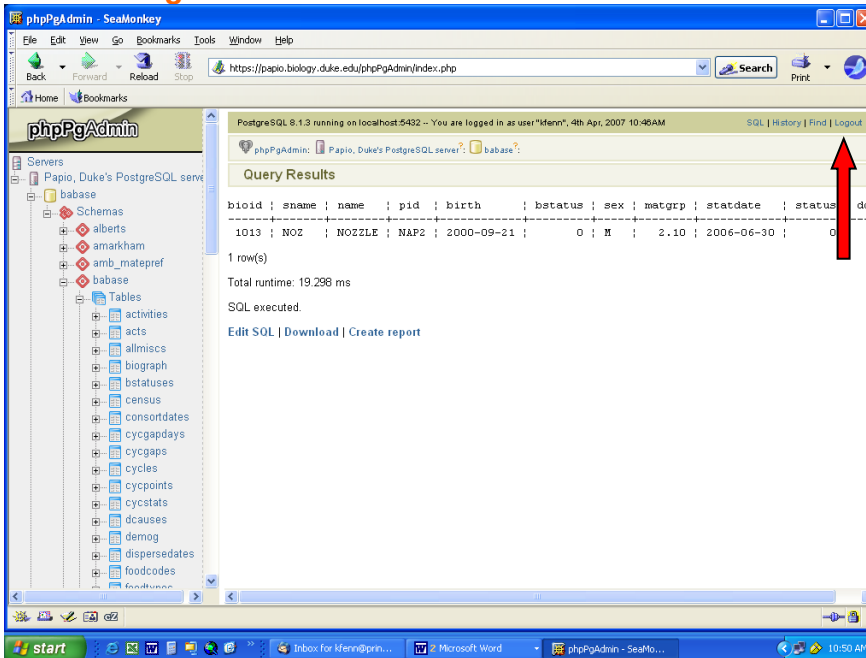 phpPgAdmin - SeaMonkey
File Edit View Go Bookmarks Tools Window Help
Back Forward Reload Stop https://papio.biology.duke.edu/phpPgAdmin/index.php Search Print
Home Bookmarks
phpPgAdmin
Servers
Papio, Duke's PostgreSQL serve
babase
Schemas
alberts
amarkham
amb_matepref
babase
Tables
activities
acts
allmiscs
biograph
bstatuses
census
consortdates
cycgapdays
cycgaps
cycles
cycpoints
cycstats
dcauses
demog
dispersedates
foodcodes
foodtypes
PostgreSQL 8.1.3 running on localhost:5432 -- You are logged in as user "kfenn", 4th Apr, 2007 10:46AM SQL | History | Find | Logout
phpPgAdmin: Papio, Duke's PostgreSQL server?: babase?:
Query Results
bioid ¦ sname ¦ name ¦ pid ¦ birth ¦ bstatus ¦ sex ¦ matgrp ¦ statdate ¦ status ¦ d
1013 ¦ NOZ ¦ NOZZLE ¦ NAP2 ¦ 2000-09-21 ¦ 0 ¦ M ¦ 2.10 ¦ 2006-06-30 ¦ 0
1 row(s)
Total runtime: 19.298 ms
SQL executed.
Edit SQL | Download | Create report
start Inbox for kfenn@prin... 2 Microsoft Word phpPgAdmin - SeaMo... 10:50 AM